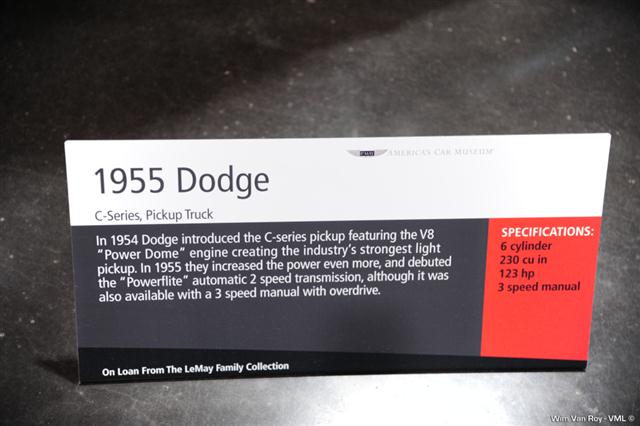 AMERICA'S CAR MUSEUM
1955 Dodge
C-Series, Pickup Truck
In 1954 Dodge introduced the C-series pickup featuring the V8
"Power Dome" engine creating the industry's strongest light
pickup. In 1955 they increased the power even more, and debuted
the "Powerflite" automatic 2 speed transmission, although it was
also available with a 3 speed manual with overdrive.
SPECIFICATIONS:
6 cylinder
230 cu in
123 hp
3 speed manual
On Loan From The LeMay Family Collection
Wim Van Roy - VML ©